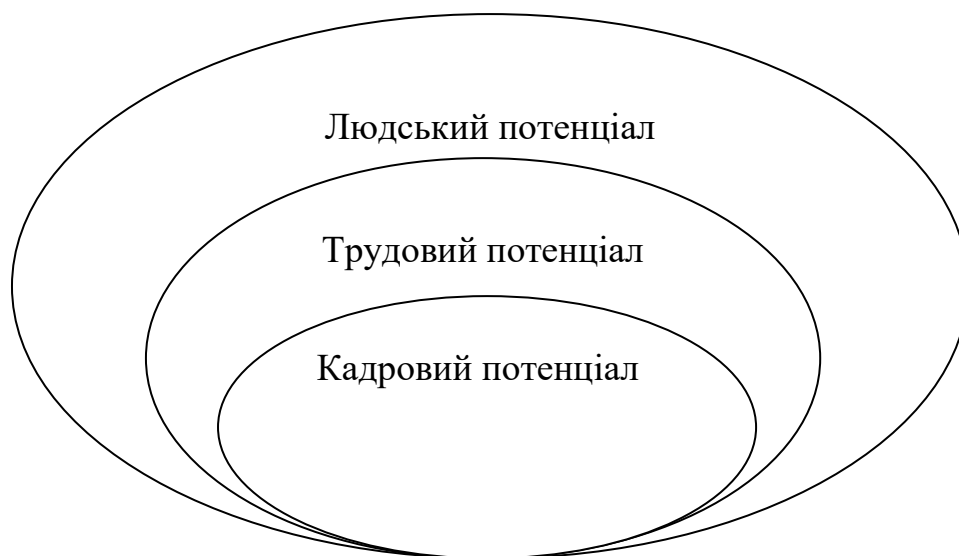 Людський потенціал
Трудовий потенціал
Кадровий потенціал